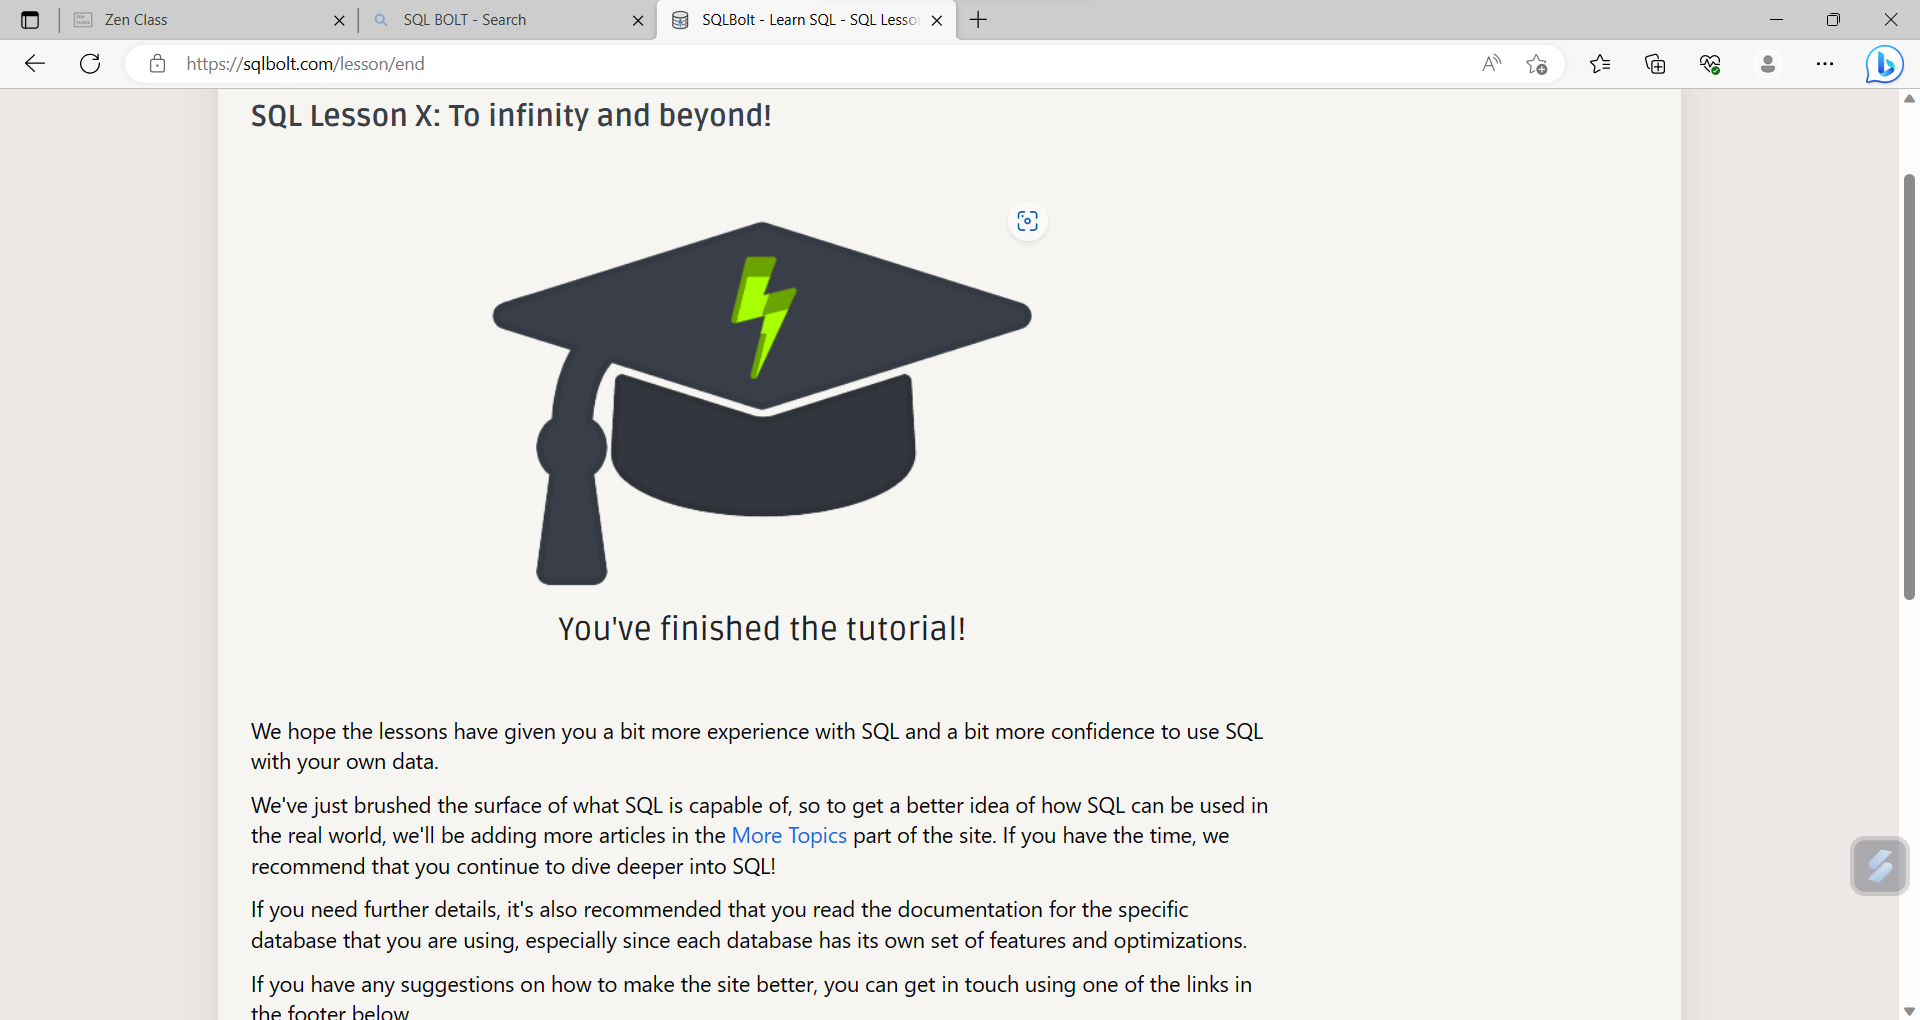 Zen Class
SQL BOLT - Search
SQLBolt - Learn SQL - SQL Lesso
https://sqlbolt.com/lesson/end
SQL Lesson X: To infinity and beyond!
You've finished the tutorial!
We hope the lessons have given you a bit more experience with SQL and a bit more confidence to use SQL
with your own data.
We've just brushed the surface of what SQL is capable of, so to get a better idea of how SQL can be used in
the real world, we'll be adding more articles in the More Topics part of the site. If you have the time, we
recommend that you continue to dive deeper into SQL!
If you need further details, it's also recommended that you read the documentation for the specific
database that you are using, especially since each database has its own set of features and optimizations.
If you have any suggestions on how to make the site better, you can get in touch using one of the links in
the footer below